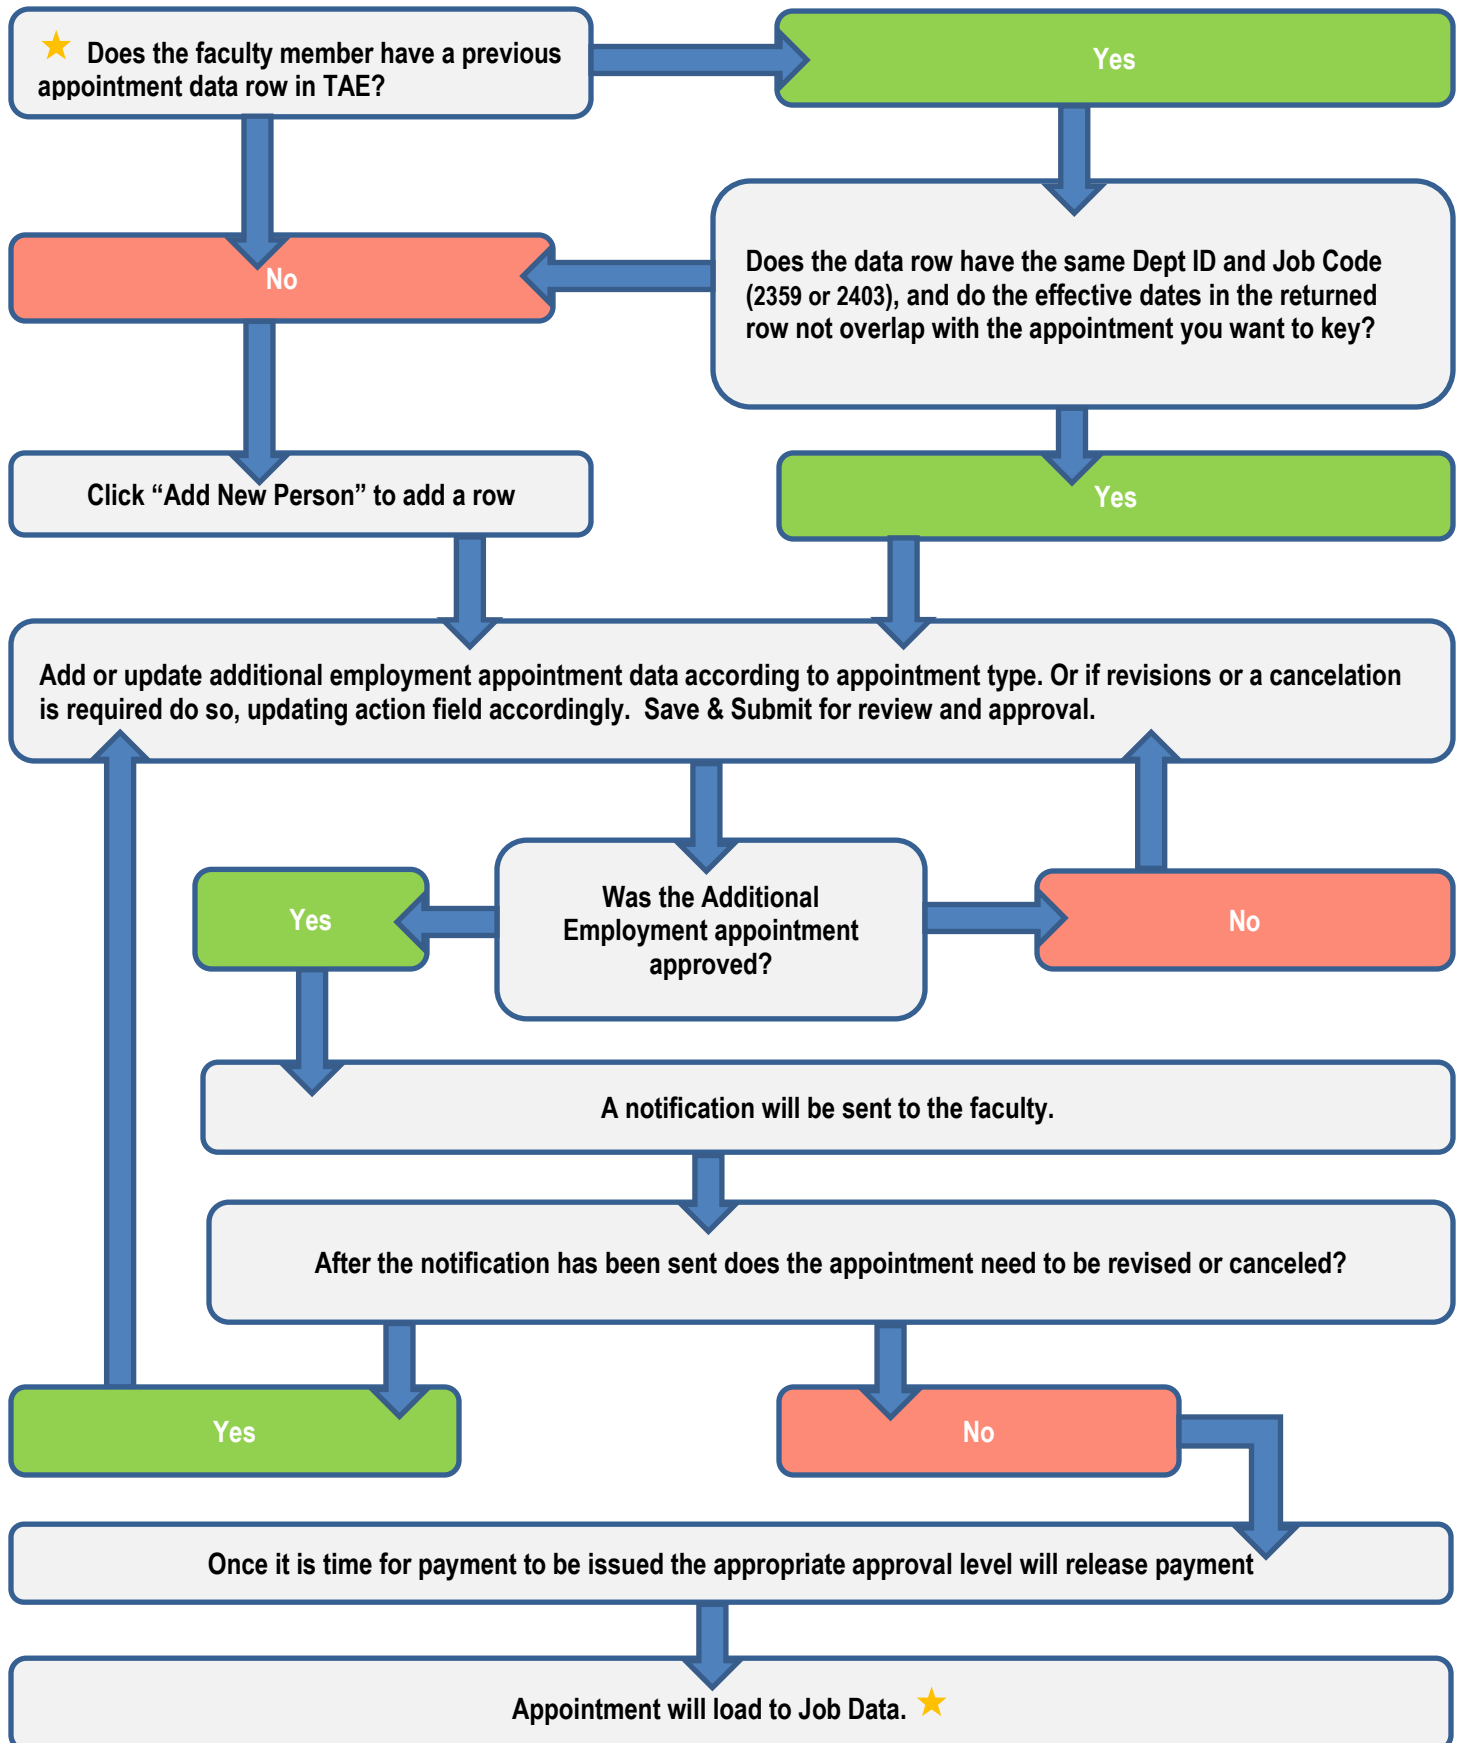 Does the faculty member have a previous
appointment data row in TAE?
Yes
Does the data row have the same Dept ID and Job Code
(2359 or 2403), and do the effective dates in the returned
row not overlap with the appointment you want to key?
No
Click “Add New Person” to add a row
Yes
Add or update additional employment appointment data according to appointment type. Or if revisions or a cancelation
is required do so, updating action field accordingly.  Save & Submit for review and approval.
Was the Additional
Employment appointment
approved?
Yes
No
A notification will be sent to the faculty.
After the notification has been sent does the appointment need to be revised or canceled?
Yes
No
Once it is time for payment to be issued the appropriate approval level will release payment
Appointment will load to Job Data.